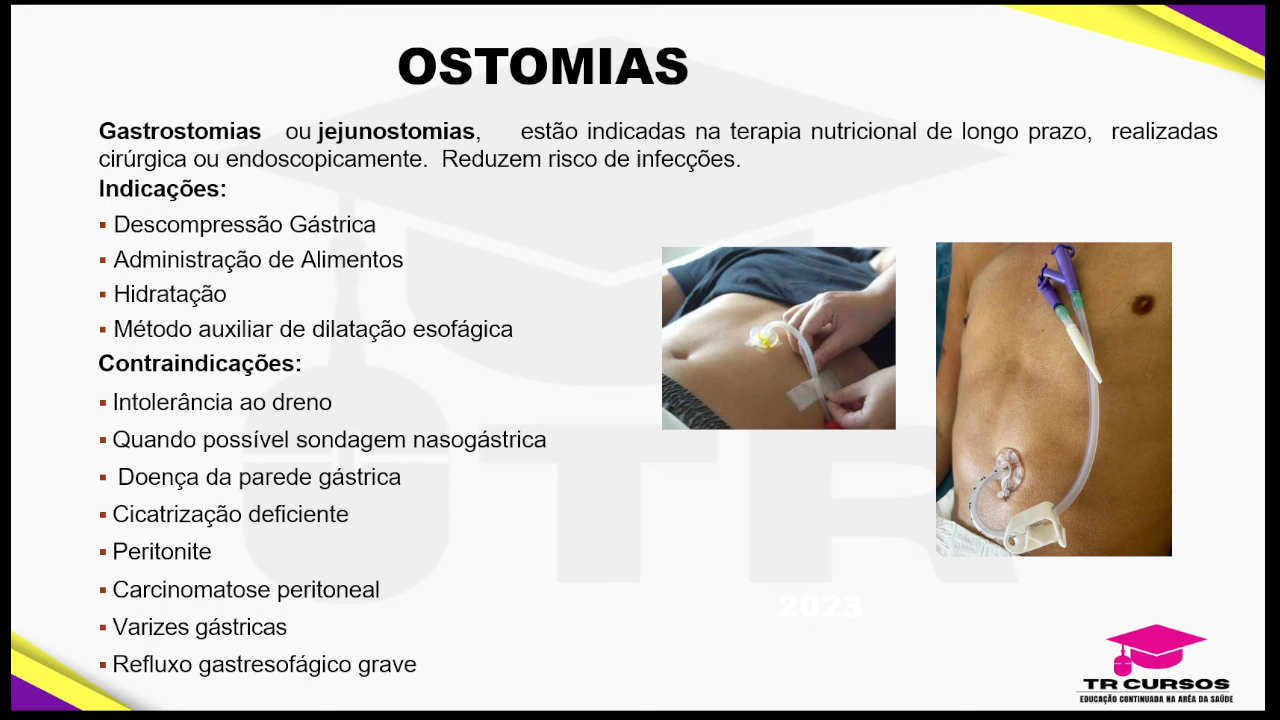 OSTOMIAS
Gastrostomias ou jejunostomias, estão indicadas na terapia nutricional de longo prazo, realizadas
cirúrgica ou endoscopicamente. Reduzem risco de infecções.
Indicações:
▪ Descompressão Gástrica
▪ Administração de Alimentos
▪ Hidratação
▪ Método auxiliar de dilatação esofágica
Contraindicações:
▪ Intolerância ao dreno
▪ Quando possível sondagem nasogástrica
▪ Doença da parede gástrica
▪ Cicatrização deficiente
▪ Peritonite
▪ Carcinomatose peritoneal
▪ Varizes gástricas
▪ Refluxo gastresofágico grave
TR
2023
TR CURSOS
EDUCAÇÃO CONTINUADA NA ARÊA DA SAÚDE